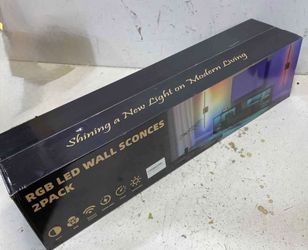 Shining a New Light on Modern Living
RGB LED WALL SCONCES
2PACK